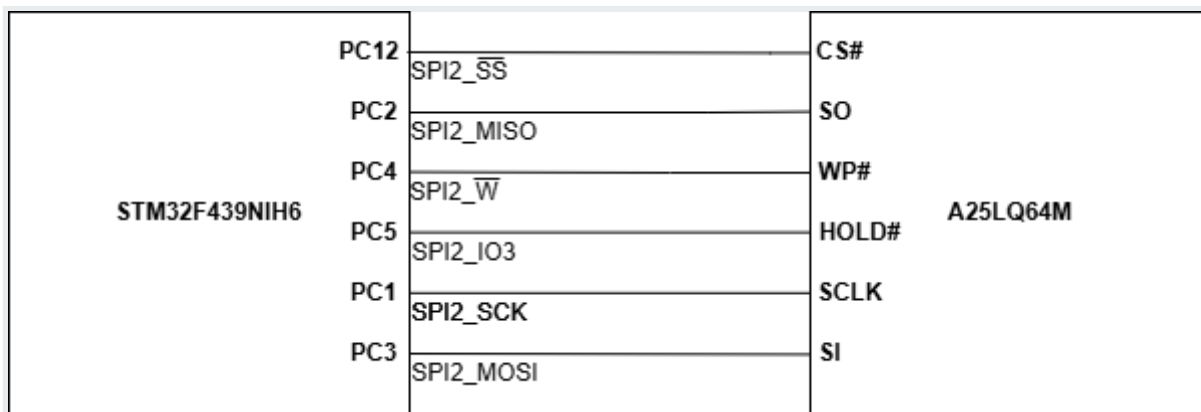 PC12 CS#
SPI2_S̅S̅
PC2 SO
SPI2_MISO
PC4 WP#
SPI2_W̅
STM32F439NIH6 A25LQ64M
PC5 HOLD#
SPI2_IO3
PC1 SCLK
SPI2_SCK
PC3 SI
SPI2_MOSI